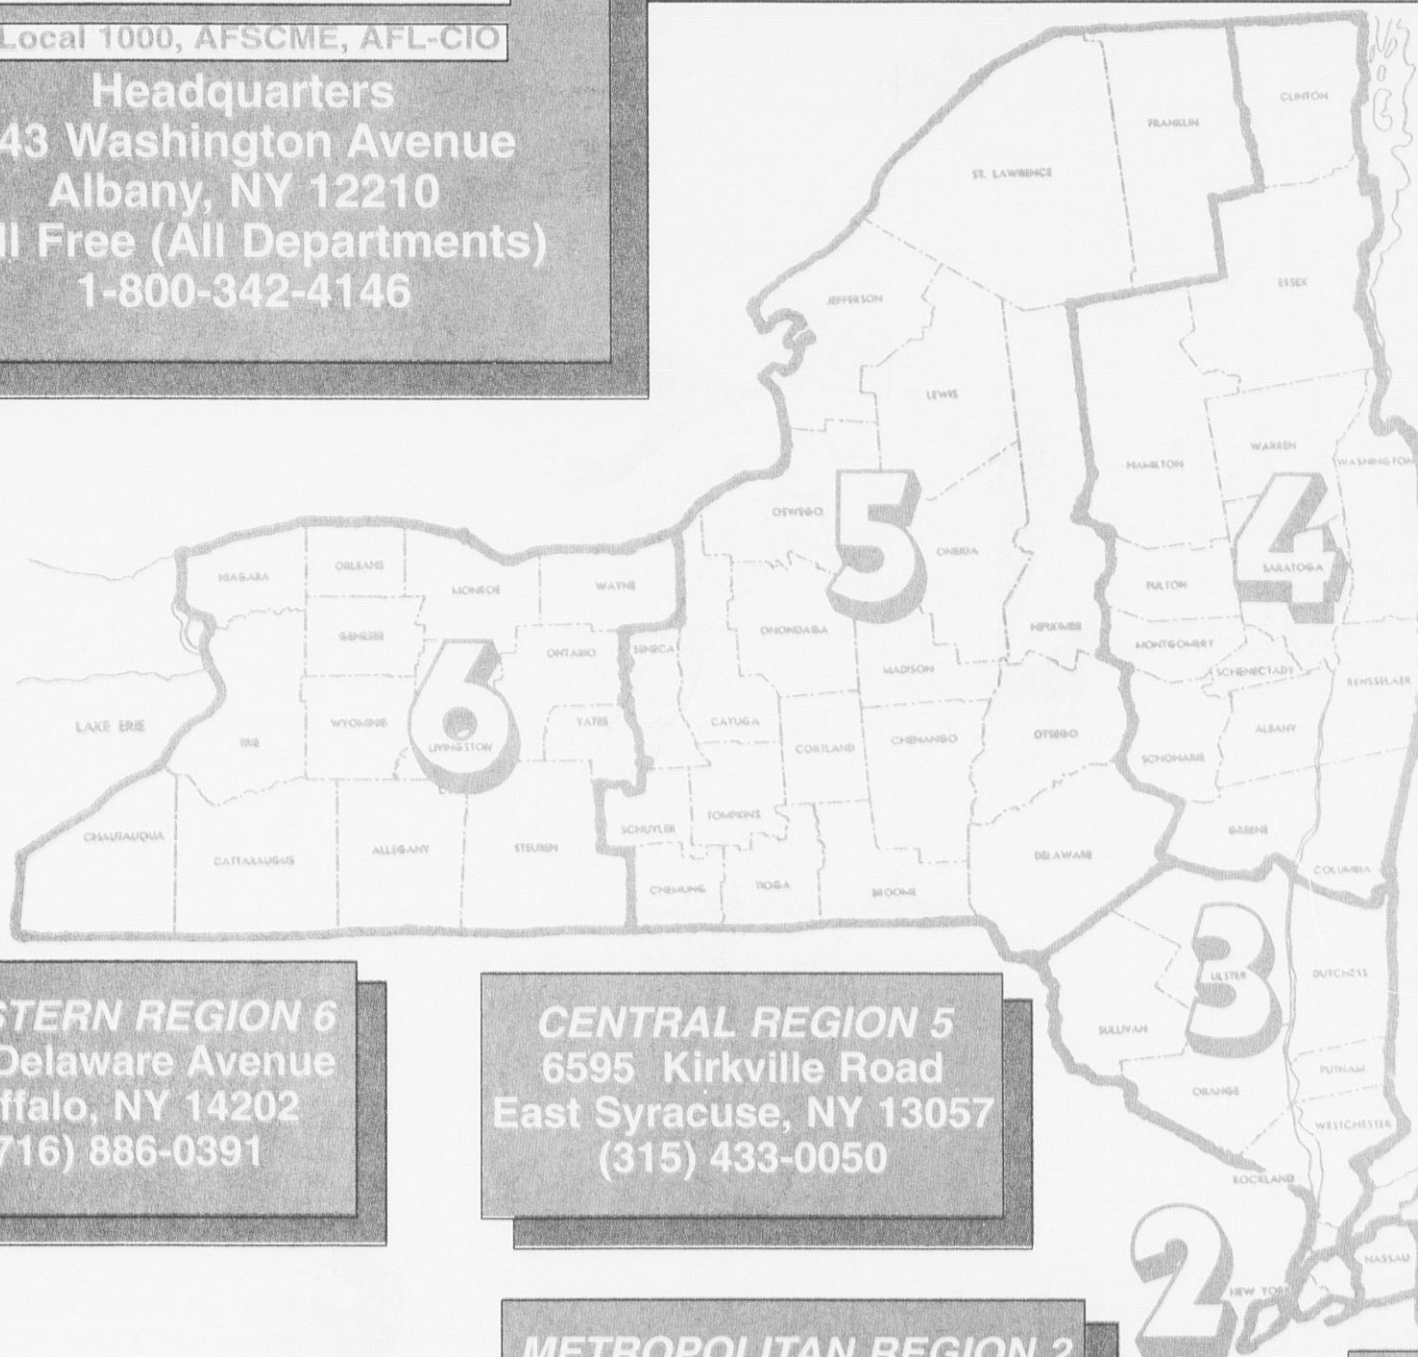 Local 1000, AFSCME, AFL-CIO
Headquarters
43 Washington Avenue
Albany, NY 12210
ll Free (All Departments)
1-800-342-4146
CLINTON
FRANKLIN
ST. LAWRENCE
ESSEX
JEFFERSON
LEWIS
HAMILTON
WARREN
WASHINGTON
5
4
OSWEGO
ONEIDA
SARATOGA
NIAGARA
ORLEANS
MONROE
WAYNE
FULTON
GENESEE
ONONDAGA
HERKIMER
MONTGOMERY
ONTARIO
SENECA
MADISON
SCHENECTADY
RENSSELAER
6
LAKE ERIE
ERIE
WYOMING
LIVINGSTON
YATES
CAYUGA
CORTLAND
CHENANGO
OTSEGO
SCHOHARIE
ALBANY
CHAUTAUQUA
CATTARAUGUS
ALLEGANY
STEUBEN
SCHUYLER
TOMPKINS
DELAWARE
GREENE
COLUMBIA
CHEMUNG
TIOGA
BROOME
3
ULSTER
DUTCHESS
SULLIVAN
ORANGE
PUTNAM
WESTCHESTER
ROCKLAND
2
NEW YORK
NASSAU
STERN REGION 6
Delaware Avenue
ffalo, NY 14202
716) 886-0391
CENTRAL REGION 5
6595 Kirkville Road
East Syracuse, NY 13057
(315) 433-0050
METROPOLITAN REGION 2